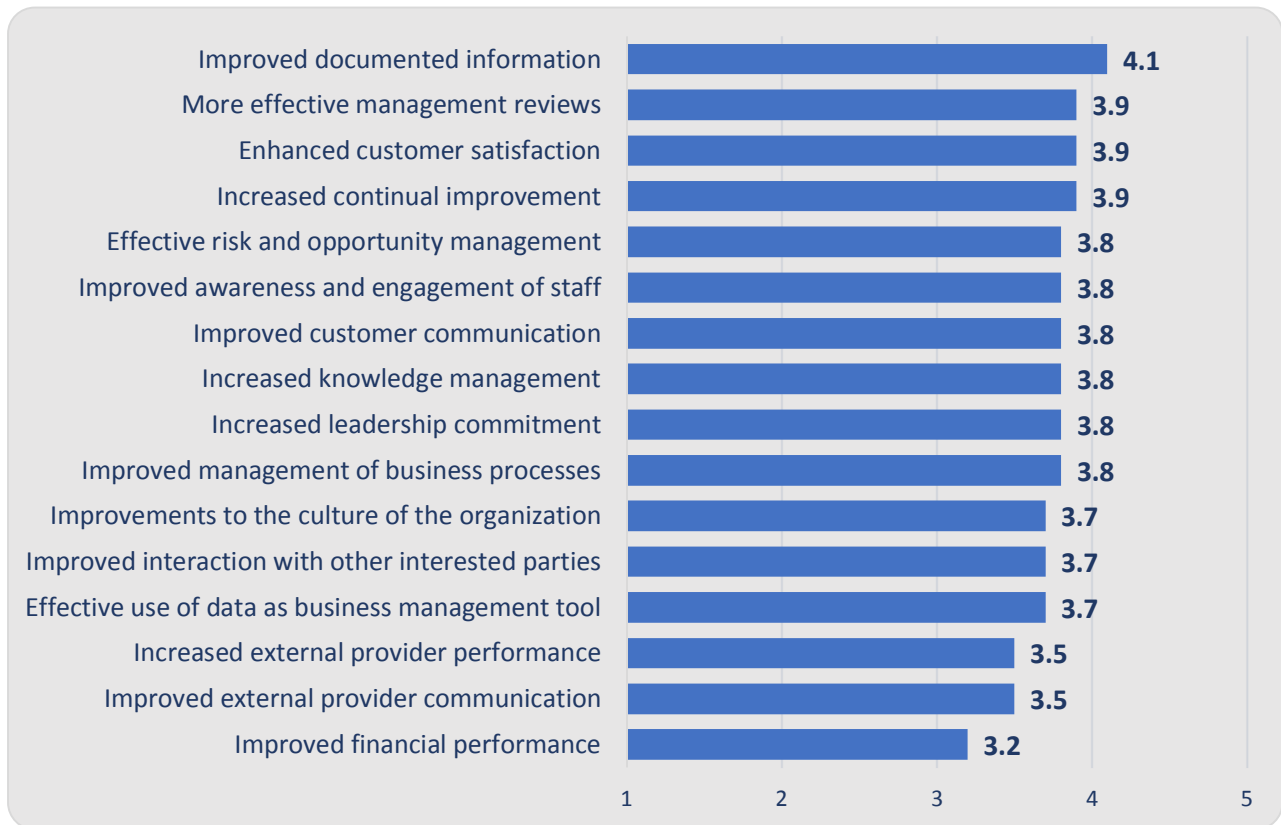 Improved documented information 4.1
More effective management reviews 3.9
Enhanced customer satisfaction 3.9
Increased continual improvement 3.9
Effective risk and opportunity management 3.8
Improved awareness and engagement of staff 3.8
Improved customer communication 3.8
Increased knowledge management 3.8
Increased leadership commitment 3.8
Improved management of business processes 3.8
Improvements to the culture of the organization 3.7
Improved interaction with other interested parties 3.7
Effective use of data as business management tool 3.7
Increased external provider performance 3.5
Improved external provider communication 3.5
Improved financial performance 3.2
1 2 3 4 5